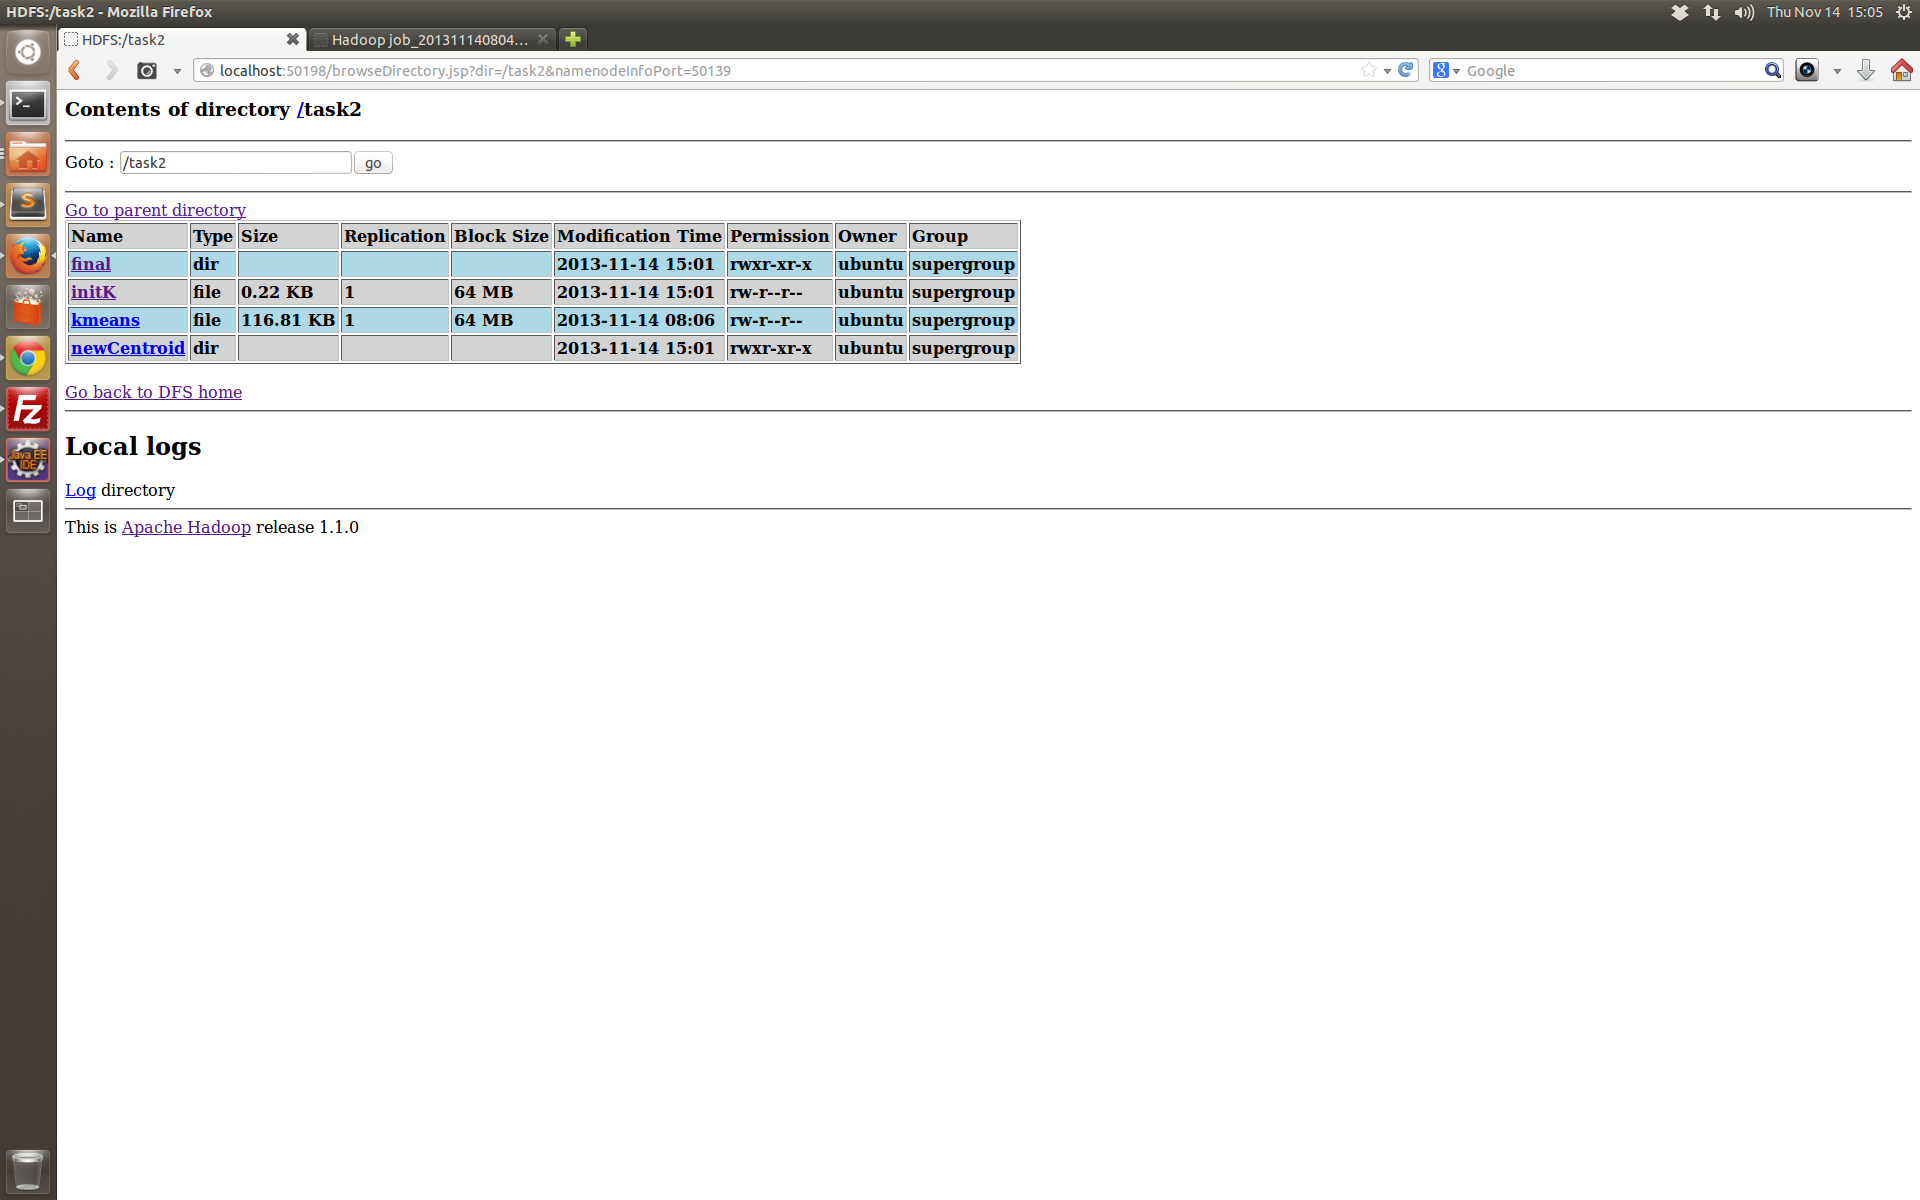 HDFS:/task2 - Mozilla Firefox
Thu Nov 14 15:05
HDFS:/task2
Hadoop job_201311140804...
localhost:50198/browseDirectory.jsp?dir=/task2&namenodeInfoPort=50139
8
Google
Contents of directory /task2
Goto : /task2 go
Go to parent directory
Name Type Size Replication Block Size Modification Time Permission Owner Group
final dir 2013-11-14 15:01 rwxr-xr-x ubuntu supergroup
initK file 0.22 KB 1 64 MB 2013-11-14 15:01 rw-r--r-- ubuntu supergroup
kmeans file 116.81 KB 1 64 MB 2013-11-14 08:06 rw-r--r-- ubuntu supergroup
newCentroid dir 2013-11-14 15:01 rwxr-xr-x ubuntu supergroup
Go back to DFS home
Local logs
Log directory
This is Apache Hadoop release 1.1.0
>_
S
Fz
Java EE
IDE